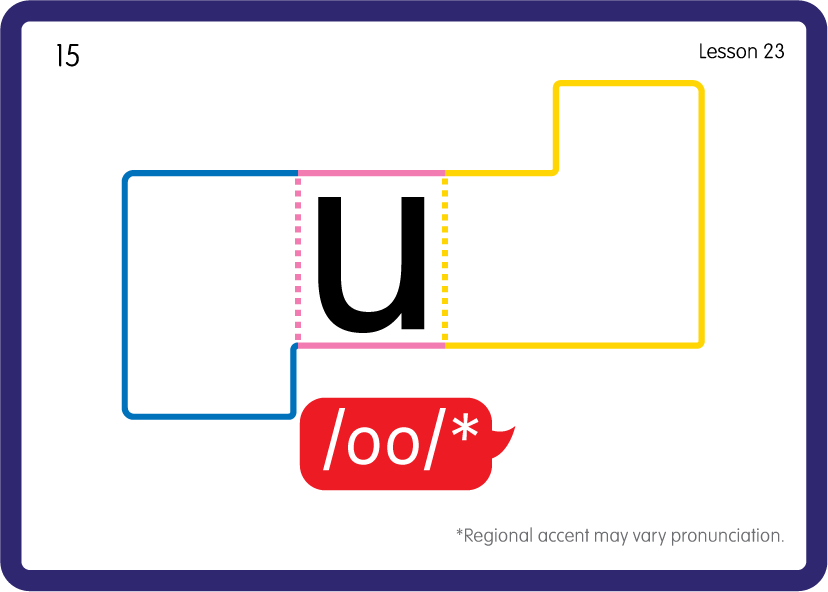 15
Lesson 23
u
/oo/*
*Regional accent may vary pronunciation.